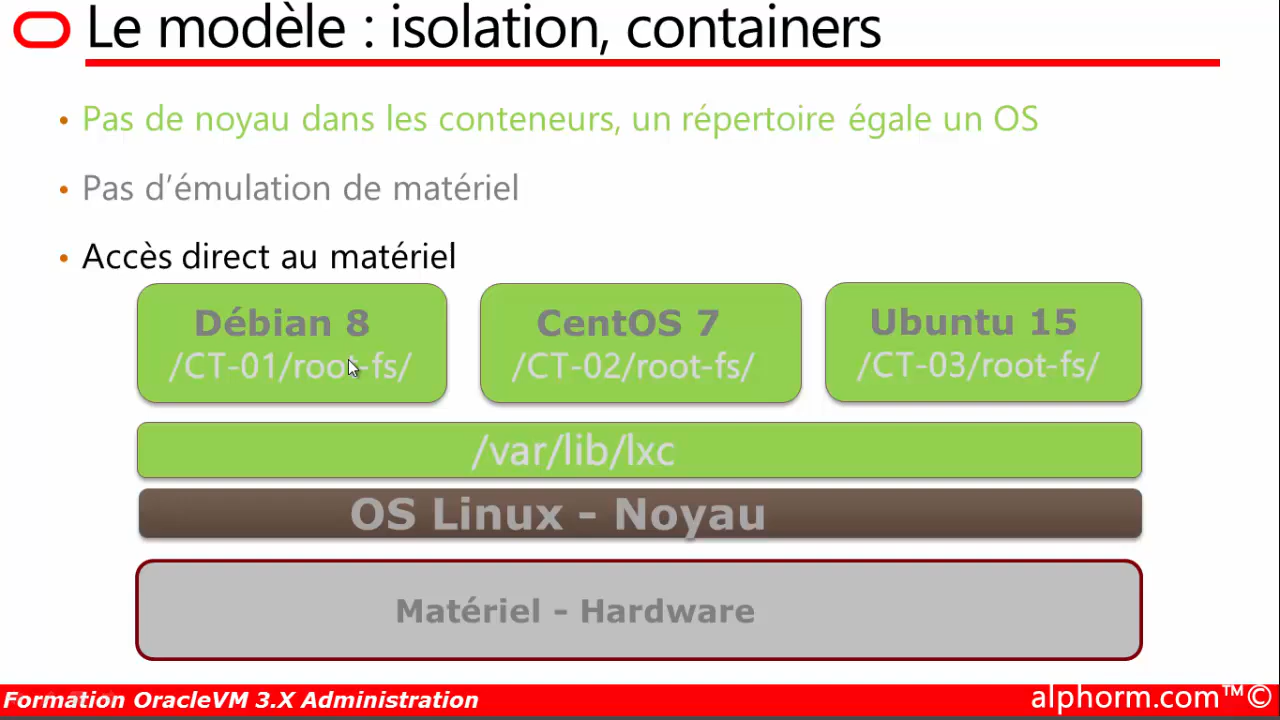 Le modèle : isolation, containers
• Pas de noyau dans les conteneurs, un répertoire égale un OS
• Pas d’émulation de matériel
• Accès direct au matériel
Débian 8
/CT-01/root-fs/
CentOS 7
/CT-02/root-fs/
Ubuntu 15
/CT-03/root-fs/
/var/lib/lxc
OS Linux - Noyau
Matériel - Hardware
Formation OracleVM 3.X Administration
alphorm.com™©